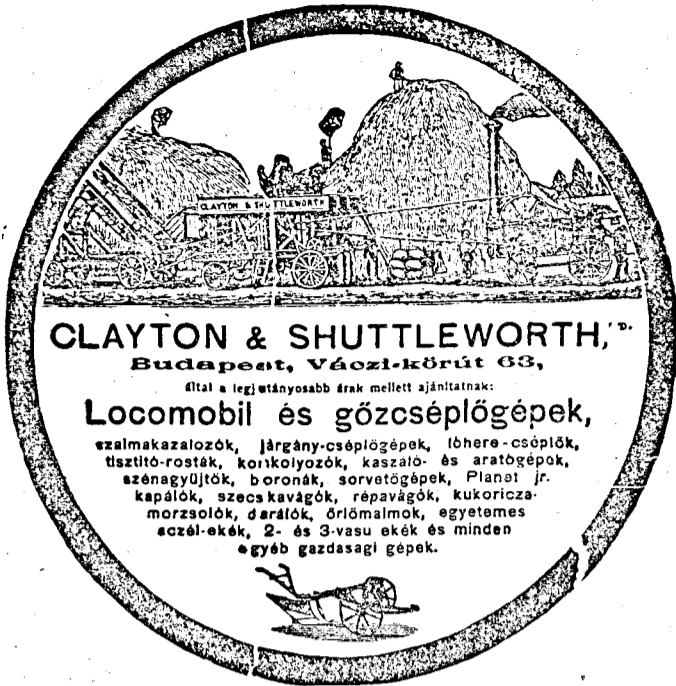 CLAYTON & SHUTTLEWORTH
CLAYTON & SHUTTLEWORTH,
Budapest, Váczi-körút 63,
által a legjutányosabb árak mellett ajánltatnak:
Locomobil és gőzcséplőgépek,
szalmakazalozók, járgány-cséplőgépek, lóhere-cséplők,
tisztító-rosták, konkolyozók, kaszáló- és aratógépek,
szénagyüjtők, boronák, sorvetőgépek, Planet jr.
kapálók, szecskavágók, répavágók, kukoricza-
morzsolók, darálók, őrlőmalmok, egyetemes
aczél-ekék, 2- és 3-vasu ekék és minden
egyéb gazdasagi gépek.